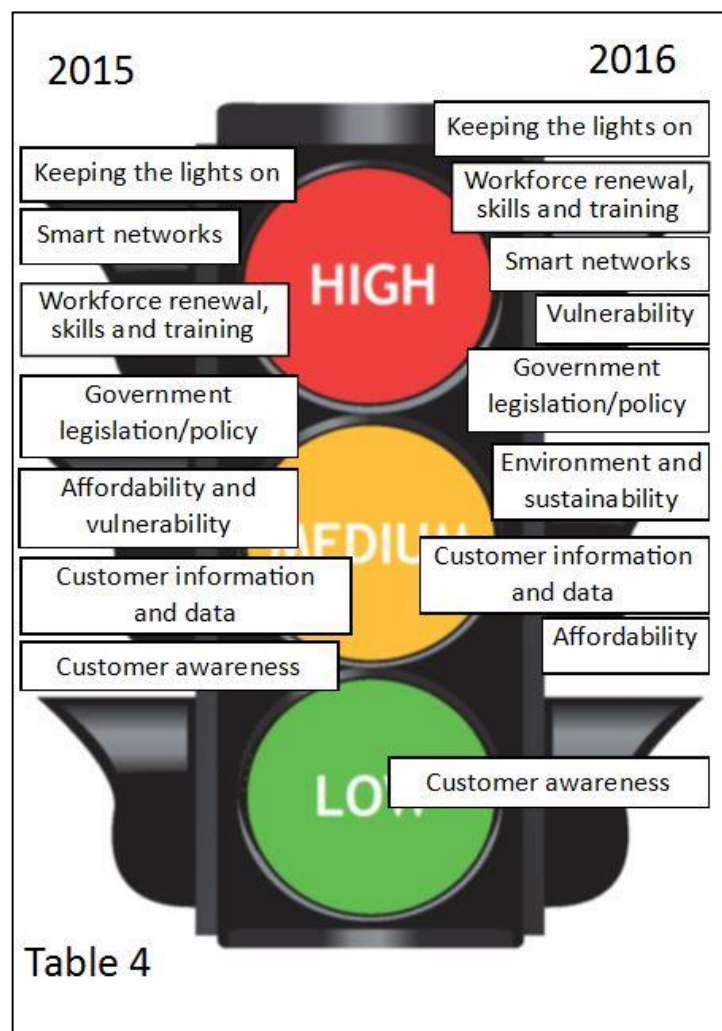 2015
2016
Keeping the lights on
Smart networks
Workforce renewal,
skills and training
Government
legislation/policy
Affordability and
vulnerability
Customer information
and data
Customer awareness
Keeping the lights on
Workforce renewal,
skills and training
Smart networks
Vulnerability
Government
legislation/policy
Environment and
sustainability
Customer information
and data
Affordability
Customer awareness
HIGH
MEDIUM
LOW
Table 4